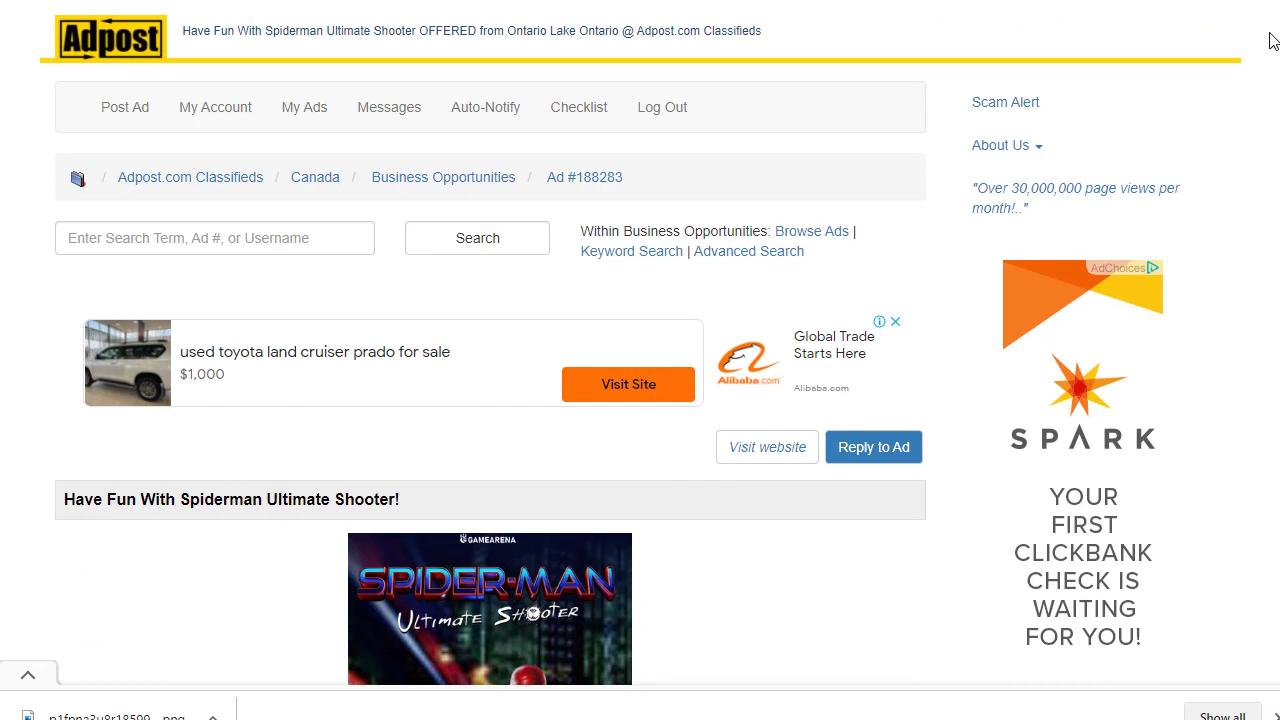 Adpost
Have Fun With Spiderman Ultimate Shooter OFFERED from Ontario Lake Ontario @ Adpost.com Classifieds
Post Ad My Account My Ads Messages Auto-Notify Checklist Log Out
Scam Alert
About Us
"Over 30,000,000 page views per
month!.."
/ Adpost.com Classifieds / Canada / Business Opportunities / Ad #188283
Enter Search Term, Ad #, or Username
Search
Within Business Opportunities: Browse Ads |
Keyword Search | Advanced Search
AdChoices
used toyota land cruiser prado for sale
$1,000
Visit Site
Alibaba.com
Global Trade
Starts Here
Alibaba.com
Visit website
Reply to Ad
Have Fun With Spiderman Ultimate Shooter!
GAMEARENA
SPIDER-MAN
Ultimate Shooter
SPARK
YOUR
FIRST
CLICKBANK
CHECK IS
WAITING
FOR YOU!
Show all